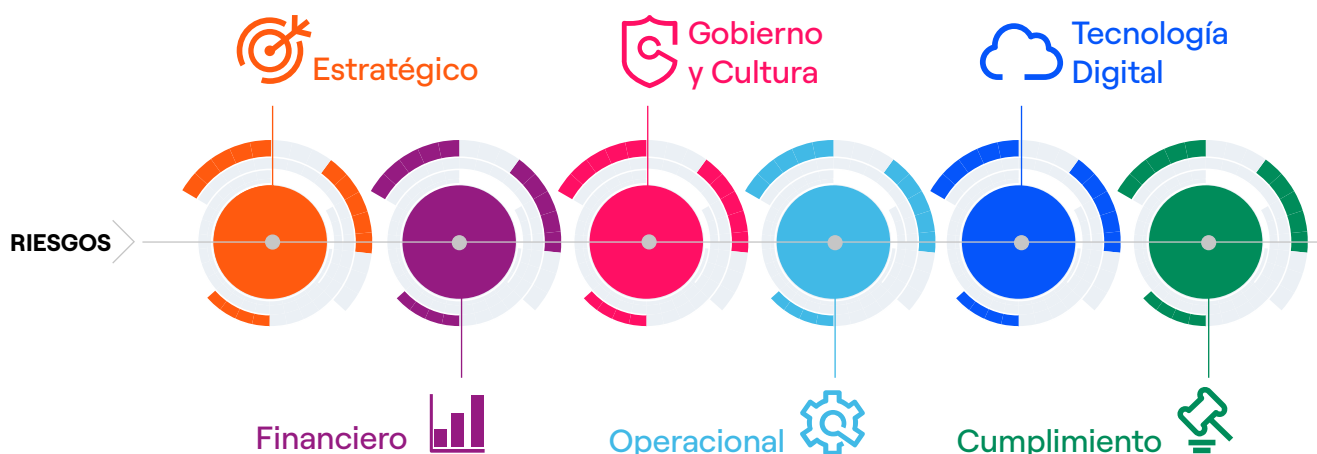 Estratégico
Gobierno
y Cultura
Tecnología
Digital
RIESGOS
Financiero
Operacional
Cumplimiento